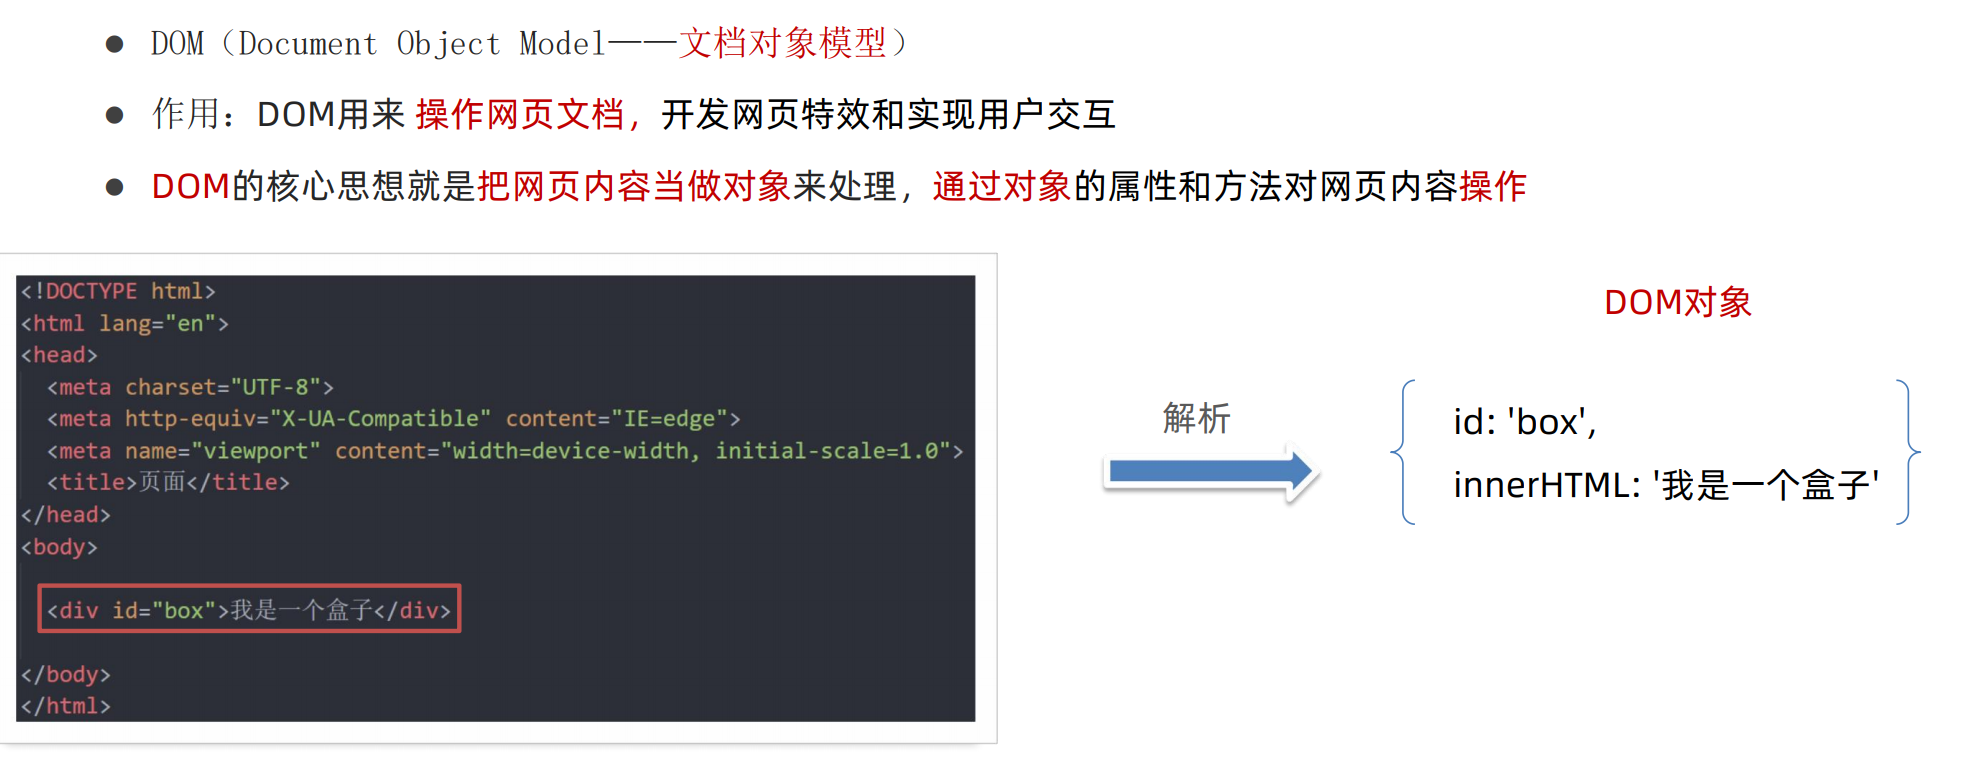 ● DOM（Document Object Model——文档对象模型）
● 作用：DOM用来 操作网页文档，开发网页特效和实现用户交互
● DOM的核心思想就是把网页内容当做对象来处理，通过对象的属性和方法对网页内容操作
<!DOCTYPE html>
<html lang="en">
<head>
<meta charset="UTF-8">
<meta http-equiv="X-UA-Compatible" content="IE=edge">
<meta name="viewport" content="width=device-width, initial-scale=1.0">
<title>页面</title>
</head>
<body>
<div id="box">我是一个盒子</div>
</body>
</html>
解析
DOM对象
id: 'box',
innerHTML: '我是一个盒子'